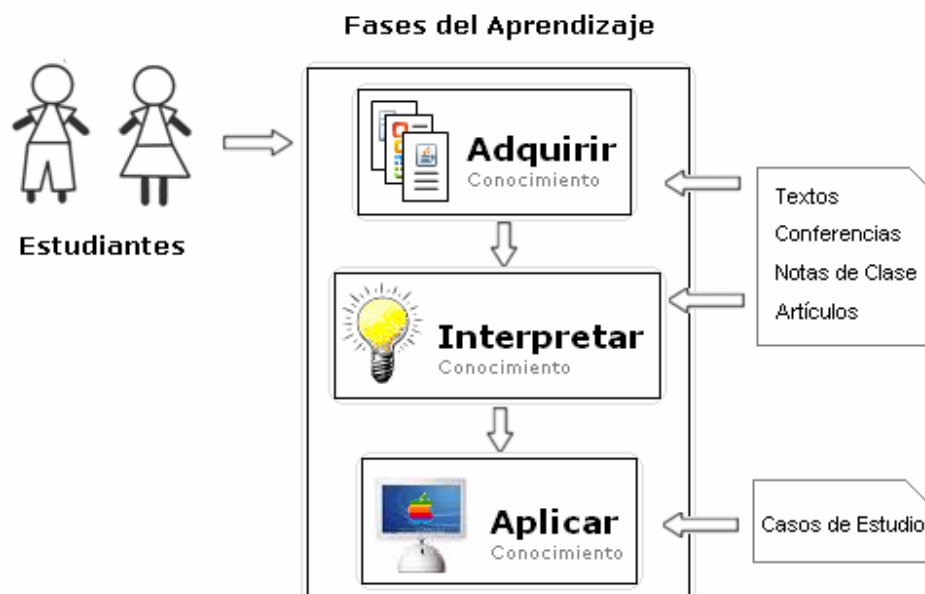 Fases del Aprendizaje
Estudiantes
Adquirir
Conocimiento
Interpretar
Conocimiento
Aplicar
Conocimiento
Textos
Conferencias
Notas de Clase
Artículos
Casos de Estudio